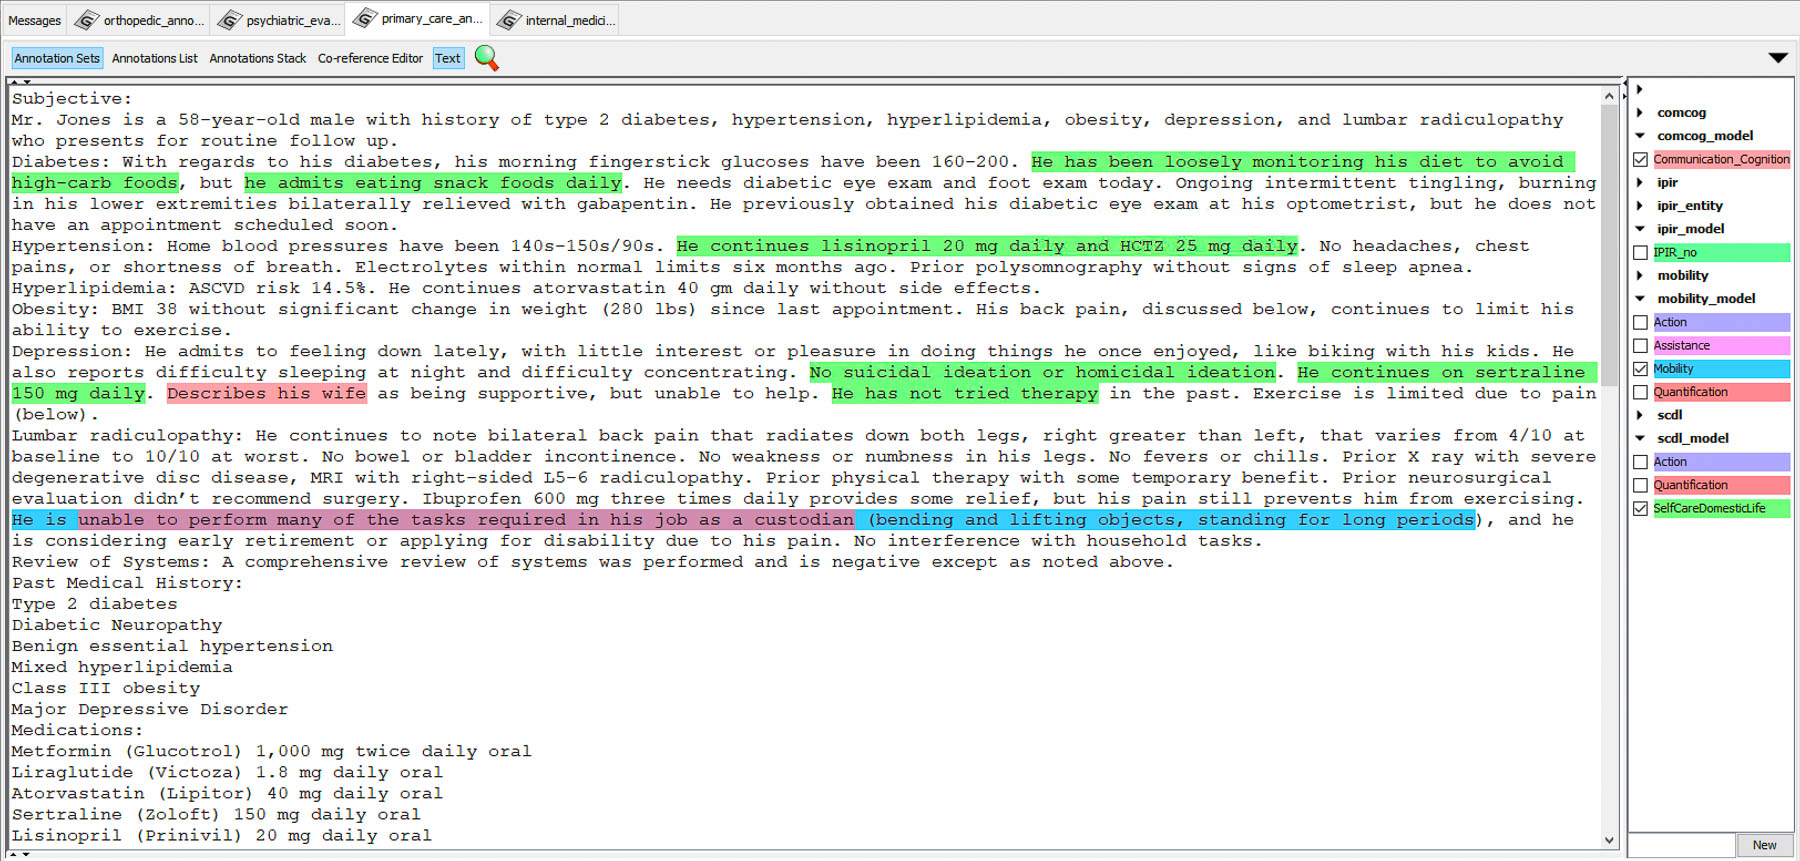 Messages
orthopedic_anno...
psychiatric_eva...
primary_care_an...
internal_medici...
Annotation Sets
Annotations List
Annotations Stack
Co-reference Editor
Text
Subjective:
Mr. Jones is a 58-year-old male with history of type 2 diabetes, hypertension, hyperlipidemia, obesity, depression, and lumbar radiculopathy
who presents for routine follow up.
Diabetes: With regards to his diabetes, his morning fingerstick glucoses have been 160-200. He has been loosely monitoring his diet to avoid
high-carb foods, but he admits eating snack foods daily. He needs diabetic eye exam and foot exam today. Ongoing intermittent tingling, burning
in his lower extremities bilaterally relieved with gabapentin. He previously obtained his diabetic eye exam at his optometrist, but he does not
have an appointment scheduled soon.
Hypertension: Home blood pressures have been 140s-150s/90s. He continues lisinopril 20 mg daily and HCTZ 25 mg daily. No headaches, chest
pains, or shortness of breath. Electrolytes within normal limits six months ago. Prior polysomnography without signs of sleep apnea.
Hyperlipidemia: ASCVD risk 14.5%. He continues atorvastatin 40 gm daily without side effects.
Obesity: BMI 38 without significant change in weight (280 lbs) since last appointment. His back pain, discussed below, continues to limit his
ability to exercise.
Depression: He admits to feeling down lately, with little interest or pleasure in doing things he once enjoyed, like biking with his kids. He
also reports difficulty sleeping at night and difficulty concentrating. No suicidal ideation or homicidal ideation. He continues on sertraline
150 mg daily. Describes his wife as being supportive, but unable to help. He has not tried therapy in the past. Exercise is limited due to pain
(below).
Lumbar radiculopathy: He continues to note bilateral back pain that radiates down both legs, right greater than left, that varies from 4/10 at
baseline to 10/10 at worst. No bowel or bladder incontinence. No weakness or numbness in his legs. No fevers or chills. Prior X ray with severe
degenerative disc disease, MRI with right-sided L5-6 radiculopathy. Prior physical therapy with some temporary benefit. Prior neurosurgical
evaluation didn't recommend surgery. Ibuprofen 600 mg three times daily provides some relief, but his pain still prevents him from exercising.
He is unable to perform many of the tasks required in his job as a custodian (bending and lifting objects, standing for long periods), and he
is considering early retirement or applying for disability due to his pain. No interference with household tasks.
Review of Systems: A comprehensive review of systems was performed and is negative except as noted above.
Past Medical History:
Type 2 diabetes
Diabetic Neuropathy
Benign essential hypertension
Mixed hyperlipidemia
Class III obesity
Major Depressive Disorder
Medications:
Metformin (Glucotrol) 1,000 mg twice daily oral
Liraglutide (Victoza) 1.8 mg daily oral
Atorvastatin (Lipitor) 40 mg daily oral
Sertraline (Zoloft) 150 mg daily oral
Lisinopril (Prinivil) 20 mg daily oral
comcog
comcog_model
Communication_Cognition
ipir
ipir_entity
ipir_model
IPIR_no
mobility
mobility_model
Action
Assistance
Mobility
Quantification
scdl
scdl_model
Action
Quantification
SelfCareDomesticLife
New